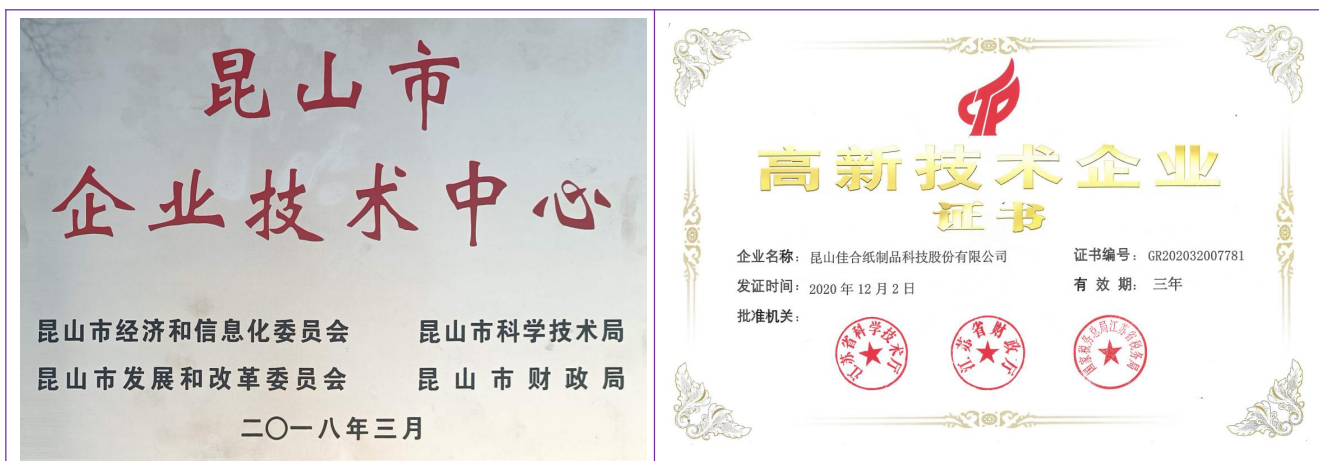 昆山市
企业技术中心
昆山市经济和信息化委员会 昆山市科学技术局
昆山市发展和改革委员会 昆山市财政局
二〇一八年三月
高新技术企业
证书
企业名称：昆山佳合纸制品科技股份有限公司 证书编号：GR202032007781
发证时间：2020年12月2日 有效期：三年
批准机关：
江苏省科学技术厅
江苏省财政厅
国家税务总局江苏省税务局